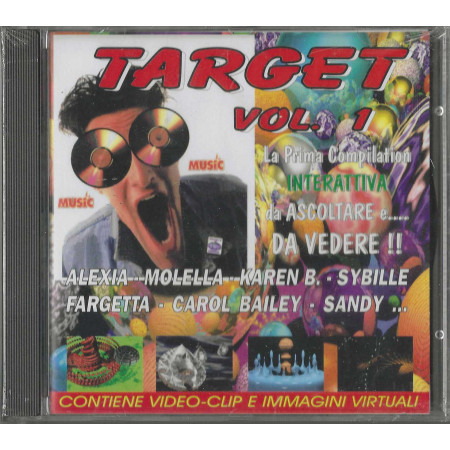 TARGET
VOL. 1
La Prima Compilation
INTERATTIVA
da ASCOLTARE e....
DA VEDERE !!
MUSIC
MUSIC
ALEXIA - MOLELLA - KAREN B. - SYBILLE
FARGETTA - CAROL BAILEY - SANDY ...
CONTIENE VIDEO-CLIP E IMMAGINI VIRTUALI